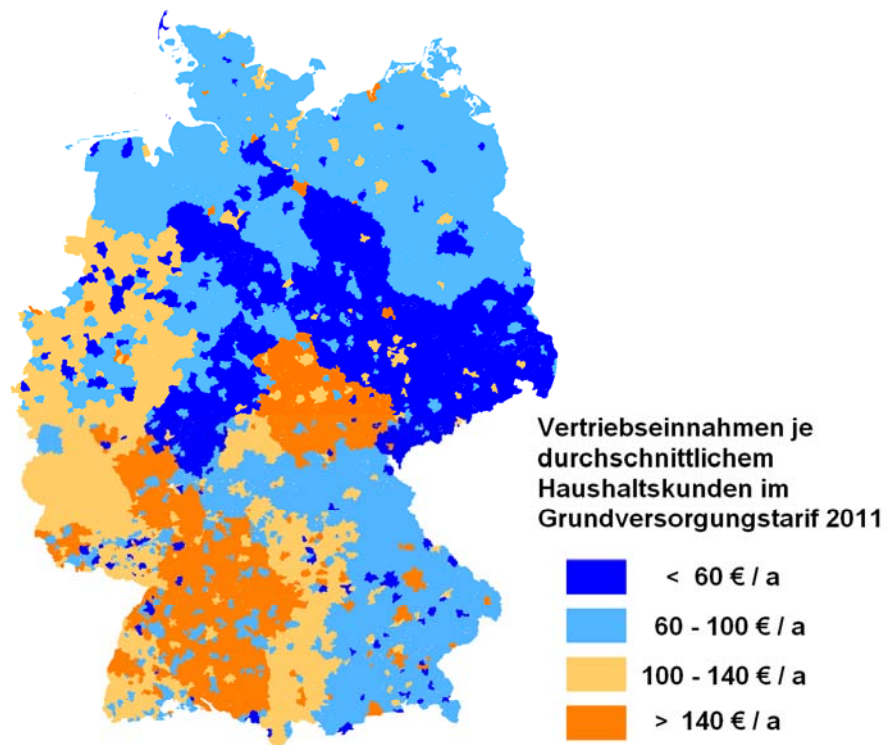 Vertriebseinnahmen je
durchschnittlichem
Haushaltskunden im
Grundversorgungstarif 2011
< 60 € / a
60 - 100 € / a
100 - 140 € / a
> 140 € / a